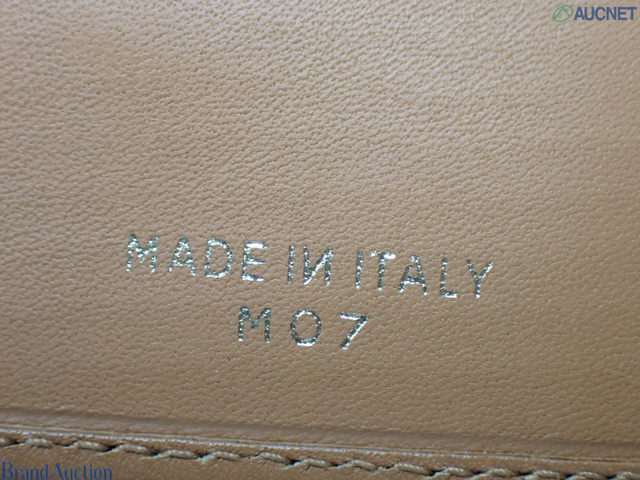 AUCNET
MADE IN ITALY
M07
Brand Auction